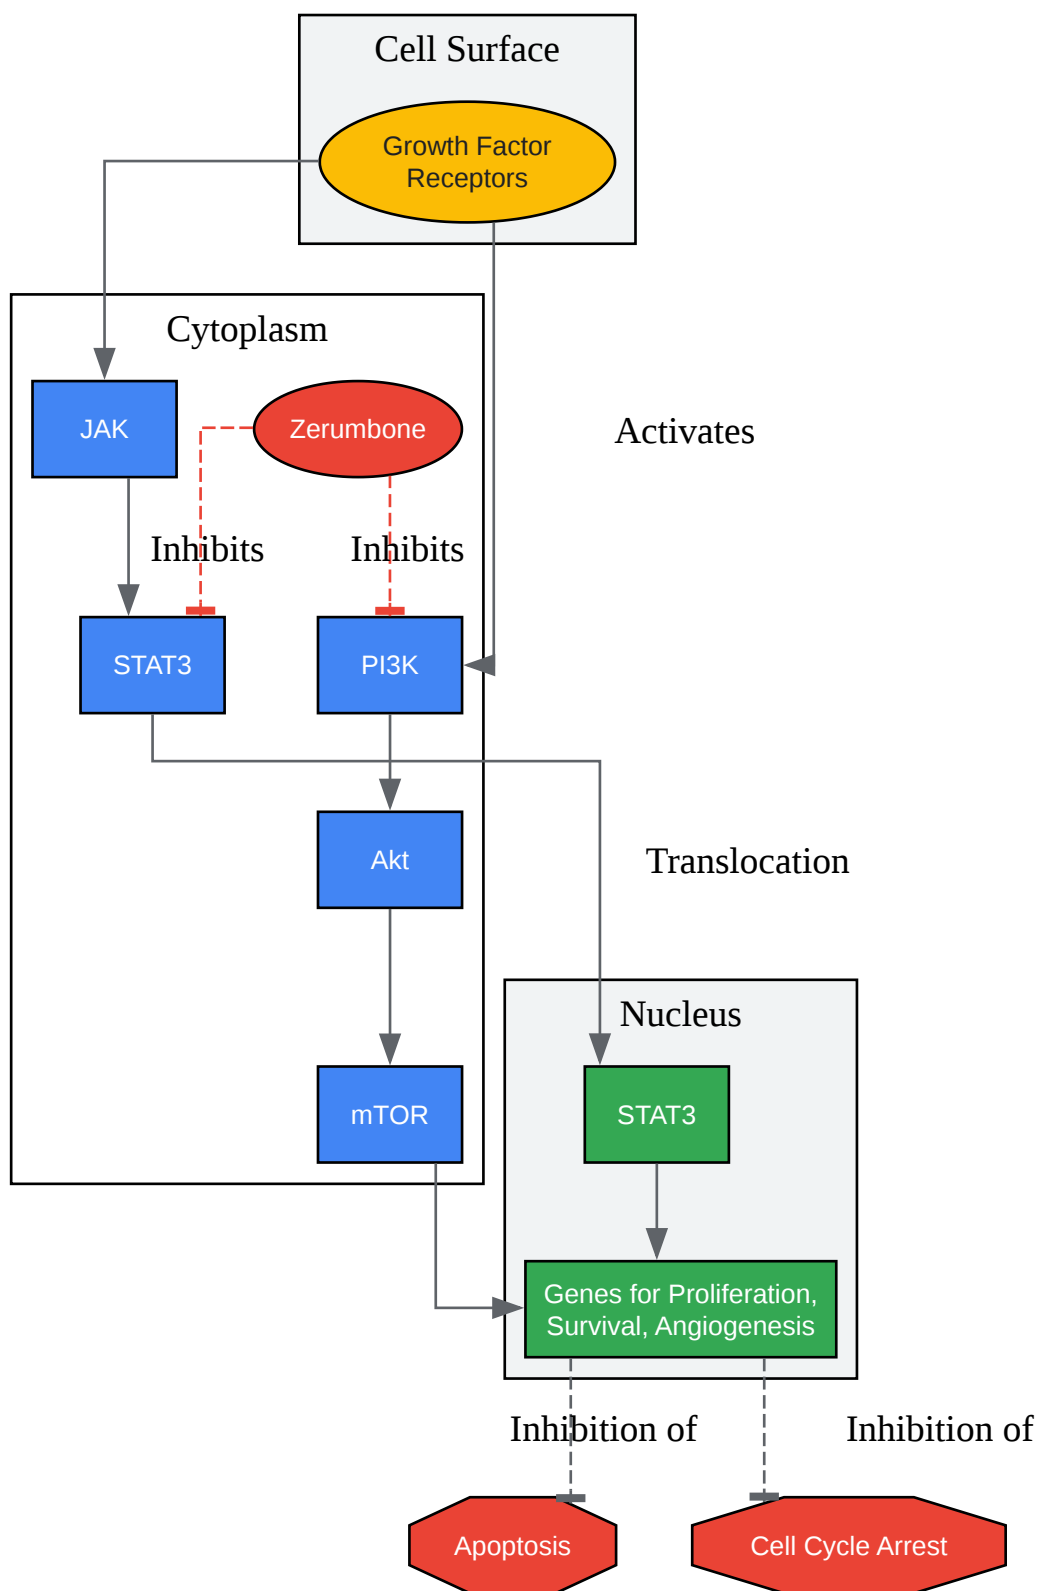 Cell Surface
Growth Factor
Receptors
Cytoplasm
JAK
Zerumbone
Activates
Inhibits
Inhibits
STAT3
PI3K
Akt
Translocation
Nucleus
mTOR
STAT3
Genes for Proliferation,
Survival, Angiogenesis
Inhibition of
Inhibition of
Apoptosis
Cell Cycle Arrest